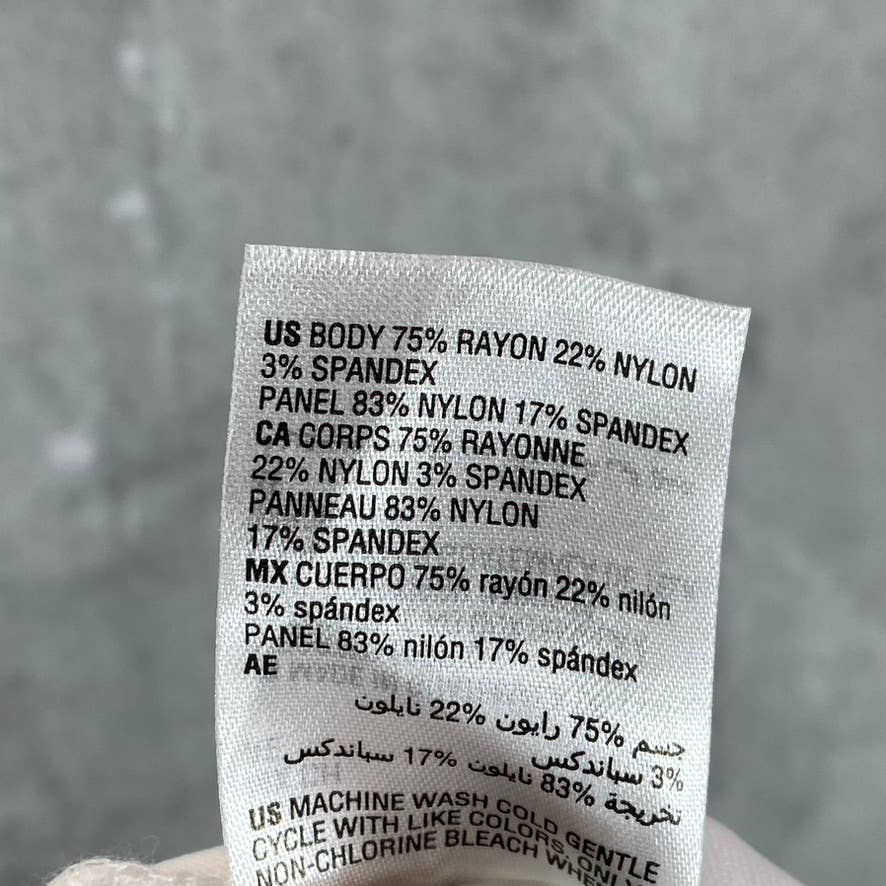 US BODY 75% RAYON 22% NYLON
3% SPANDEX
PANEL 83% NYLON 17% SPANDEX
CA CORPS 75% RAYONNE
22% NYLON 3% SPANDEX
PANNEAU 83% NYLON
17% SPANDEX
MX CUERPO 75% rayón 22% nilón
3% spándex
PANEL 83% nilón 17% spándex
AE
جسم 75% رايون 22% نايلون
3% سباندكس
تخريجة 83% نايلون 17% سباندكس
US MACHINE WASH COLD GENTLE
CYCLE WITH LIKE COLORS. ONLY
NON-CHLORINE BLEACH